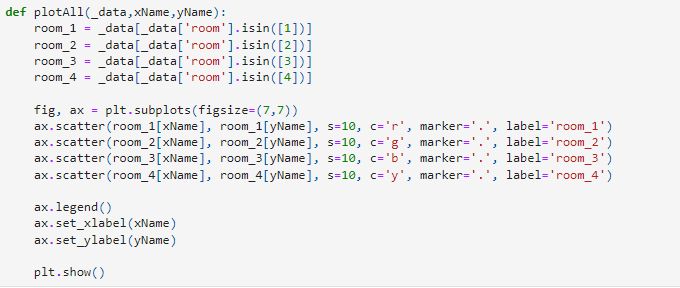 def plotAll(_data,xName,yName):
    room_1 = _data[_data['room'].isin([1])]
    room_2 = _data[_data['room'].isin([2])]
    room_3 = _data[_data['room'].isin([3])]
    room_4 = _data[_data['room'].isin([4])]

    fig, ax = plt.subplots(figsize=(7,7))
    ax.scatter(room_1[xName], room_1[yName], s=10, c='r', marker='.', label='room_1')
    ax.scatter(room_2[xName], room_2[yName], s=10, c='g', marker='.', label='room_2')
    ax.scatter(room_3[xName], room_3[yName], s=10, c='b', marker='.', label='room_3')
    ax.scatter(room_4[xName], room_4[yName], s=10, c='y', marker='.', label='room_4')

    ax.legend()
    ax.set_xlabel(xName)
    ax.set_ylabel(yName)

    plt.show()